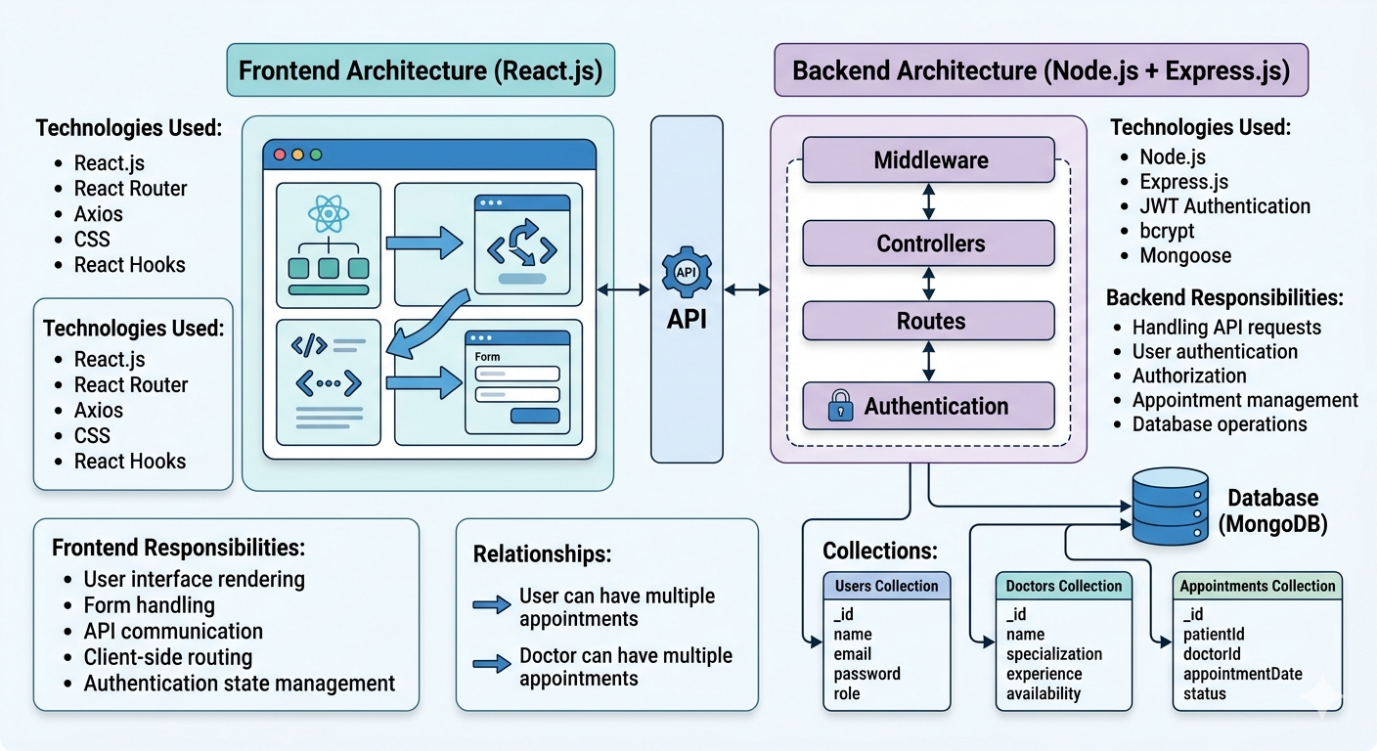 Frontend Architecture (React.js)
Backend Architecture (Node.js + Express.js)
Technologies Used:
• React.js
• React Router
• Axios
• CSS
• React Hooks
Technologies Used:
• React.js
• React Router
• Axios
• CSS
• React Hooks
Form
API
API
Middleware
Controllers
Routes
Authentication
Technologies Used:
• Node.js
• Express.js
• JWT Authentication
• bcrypt
• Mongoose
Backend Responsibilities:
• Handling API requests
• User authentication
• Authorization
• Appointment management
• Database operations
Database
(MongoDB)
Frontend Responsibilities:
• User interface rendering
• Form handling
• API communication
• Client-side routing
• Authentication state management
Relationships:
User can have multiple
appointments
Doctor can have multiple
appointments
Collections:
Users Collection
_id
name
email
password
role
Doctors Collection
_id
name
specialization
experience
availability
Appointments Collection
_id
patientId
doctorId
appointmentDate
status